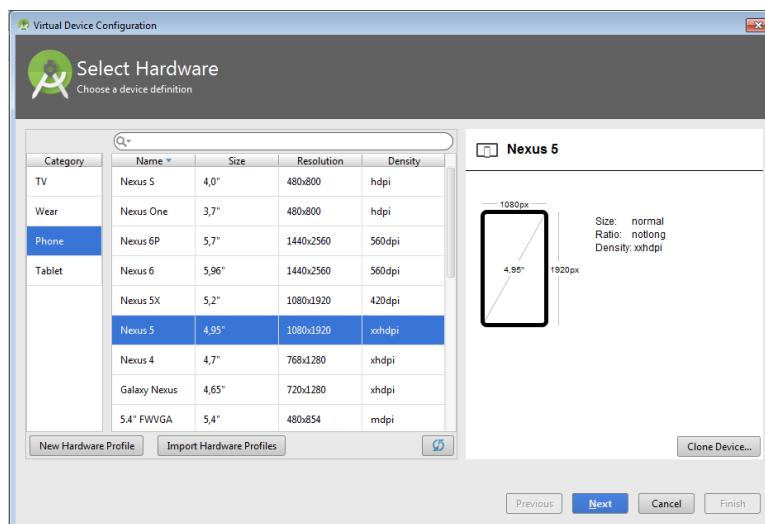 Virtual Device Configuration
Select Hardware
Choose a device definition
Category
TV
Wear
Phone
Tablet
Name Size Resolution Density
Nexus S 4,0" 480x800 hdpi
Nexus One 3,7" 480x800 hdpi
Nexus 6P 5,7" 1440x2560 560dpi
Nexus 6 5,96" 1440x2560 560dpi
Nexus 5X 5,2" 1080x1920 420dpi
Nexus 5 4,95" 1080x1920 xxhdpi
Nexus 4 4,7" 768x1280 xhdpi
Galaxy Nexus 4,65" 720x1280 xhdpi
5.4" FWVGA 5,4" 480x854 mdpi
New Hardware Profile Import Hardware Profiles
Nexus 5
1080px
4,95" 1920px
Size: normal
Ratio: notlong
Density: xxhdpi
Clone Device...
Previous Next Cancel Finish